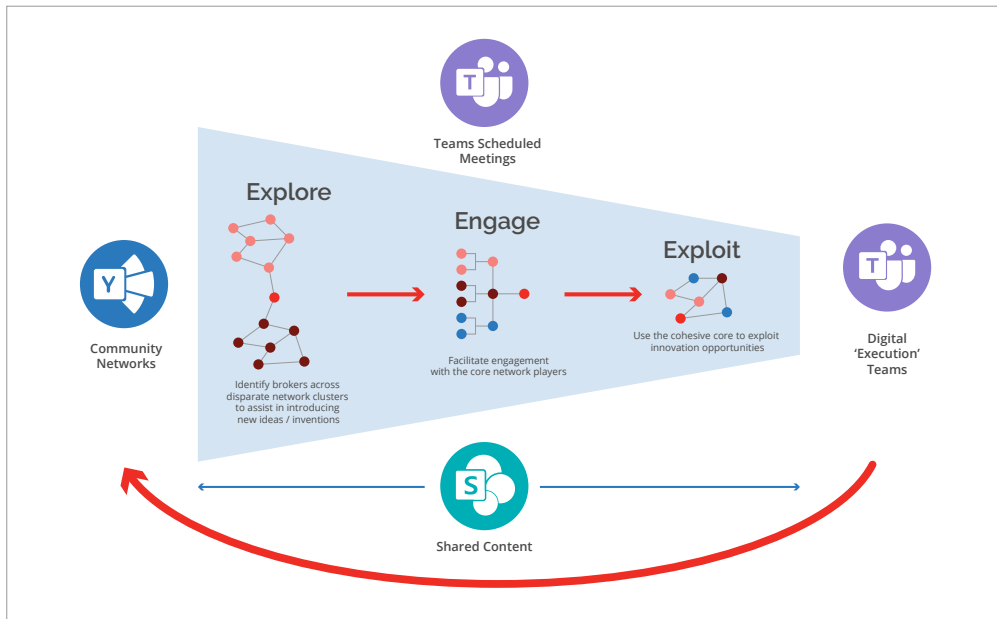 T
Teams Scheduled
Meetings
Explore
Engage
Exploit
Y
Community
Networks
T
Digital
‘Execution’
Teams
Identify brokers across
disparate network clusters
to assist in introducing
new ideas / inventions
Facilitate engagement
with the core network players
Use the cohesive core to exploit
innovation opportunities
S
Shared Content